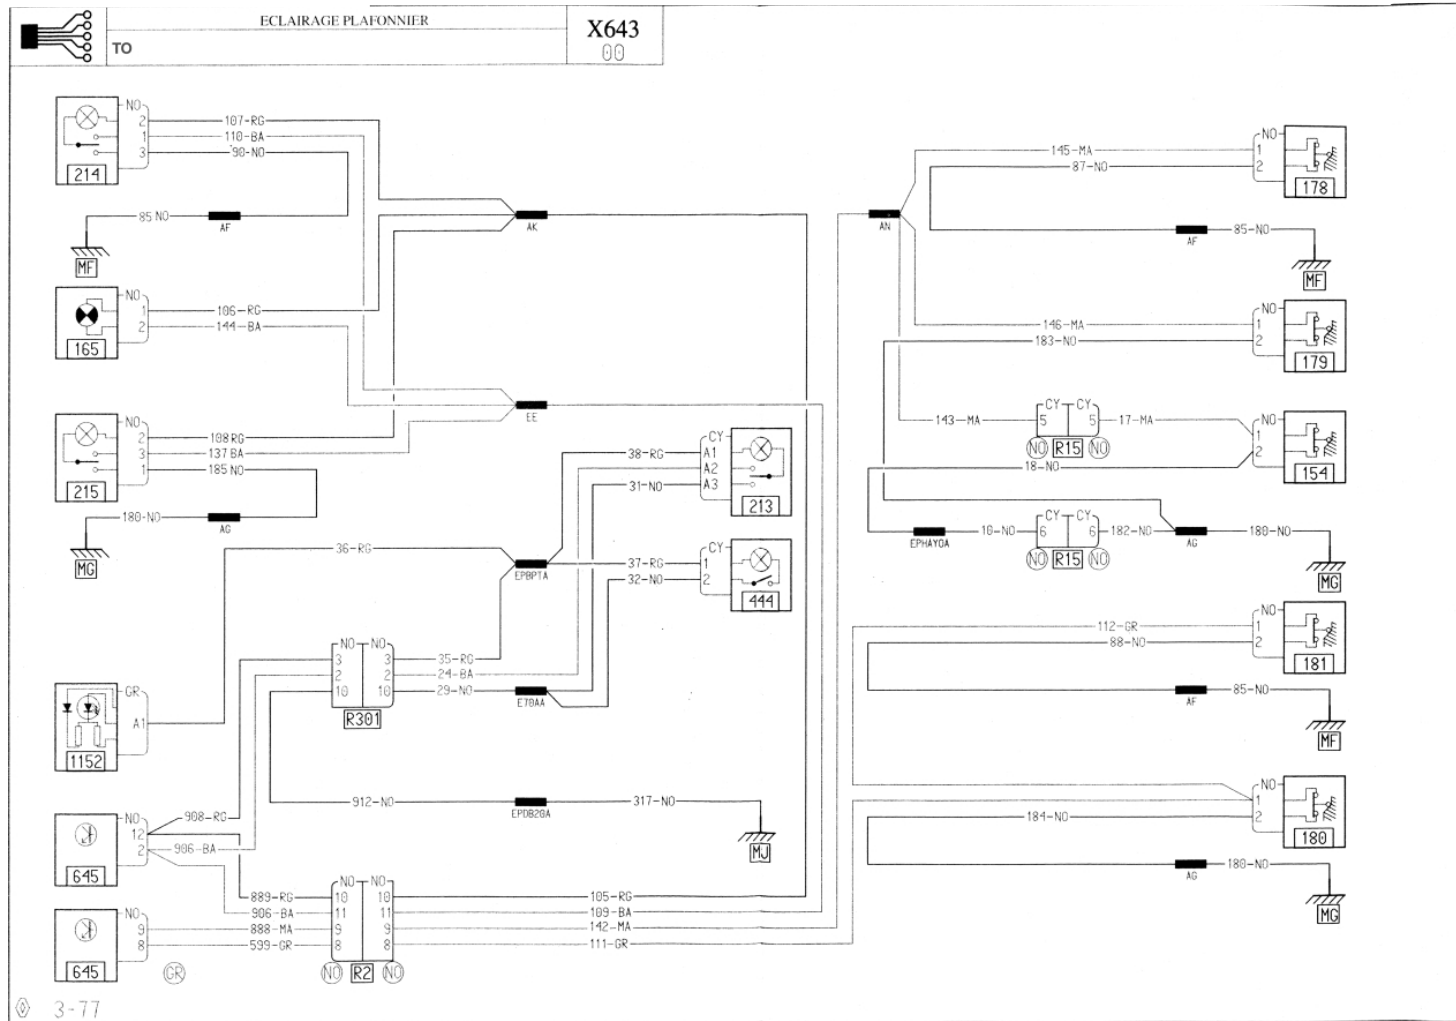 ECLAIRAGE PLAFONNIER
TO
X643
00
NO
2
1
3
214
107-RG
110-BA
90-NO
85 NO
AF
MF
NO
1
2
165
106-RG
144-BA
AK
NO
2
3
1
215
108RG
137 BA
185 NO
180-NO
AG
MG
EE
CY
A1
A2
A3
213
38-RG
31-NO
36-RG
EPBPTA
CY
1
2
444
37-RG
32-NO
NO NO
3 3
2 2
10 10
R301
35-RG
24-BA
29-NO
E70AA
GR
A1
1152
912-NO
EPDB20A
317-NO
MJ
NO
12
2
645
908-RG
906-BA
NO
9
8
645
GR
889-RG
906-BA
888-MA
599-GR
NO NO
10 10
11 11
9 9
8 8
NO R2 NO
105-RG
109-BA
142-MA
111-GR
AN
145-MA
87-NO
NO
1
2
178
AF
85-NO
MF
146-MA
183-NO
NO
1
2
179
143-MA
CY CY
5 5
NO R15 NO
17-MA
18-NO
NO
1
2
154
EPHAYOA
10-NO
CY CY
6 6
NO R15 NO
182-NO
AG
180-NO
MG
112-GR
88-NO
NO
1
2
181
AF
85-NO
MF
184-NO
NO
1
2
180
AG
180-NO
MG
3-77